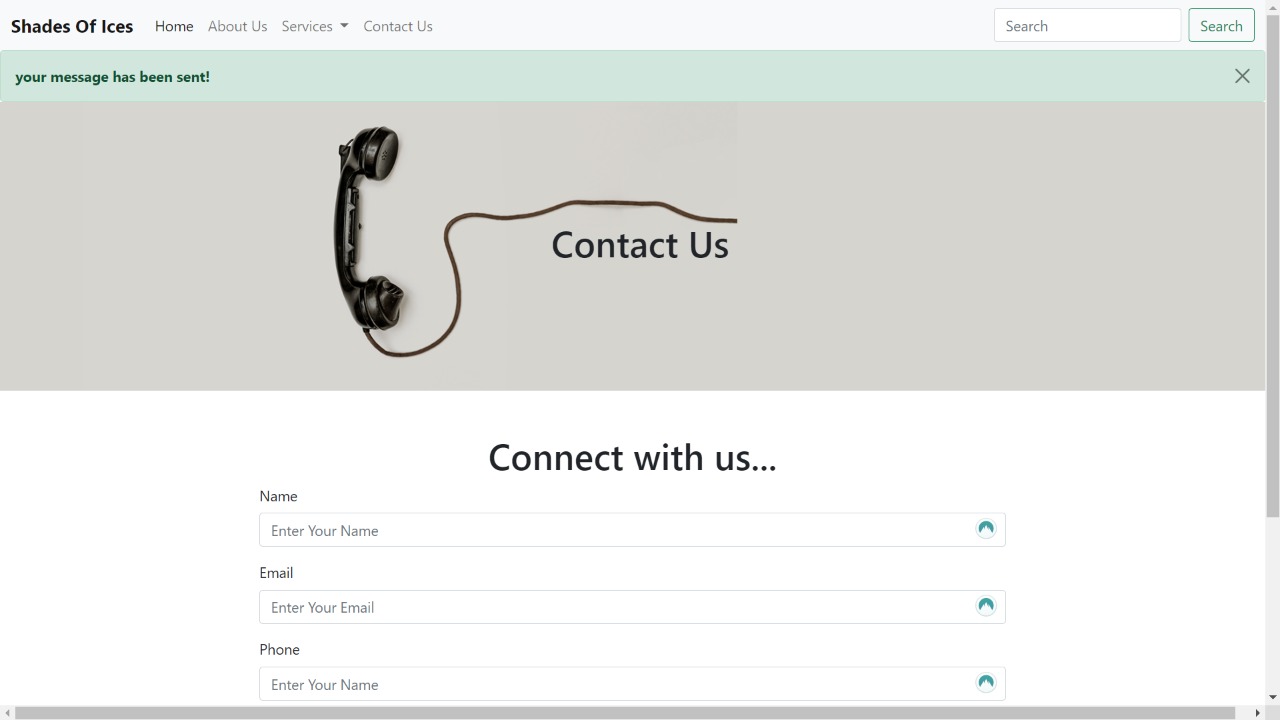 Shades Of Ices Home About Us Services Contact Us Search Search
your message has been sent!
Contact Us
Connect with us...
Name
Enter Your Name
Email
Enter Your Email
Phone
Enter Your Name